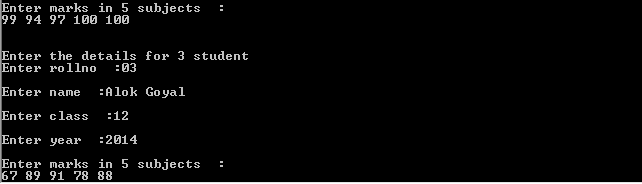 Enter marks in 5 subjects  :
99 94 97 100 100
Enter the details for 3 student
Enter rollno  :03
Enter name  :Alok Goyal
Enter class  :12
Enter year  :2014
Enter marks in 5 subjects  :
67 89 91 78 88